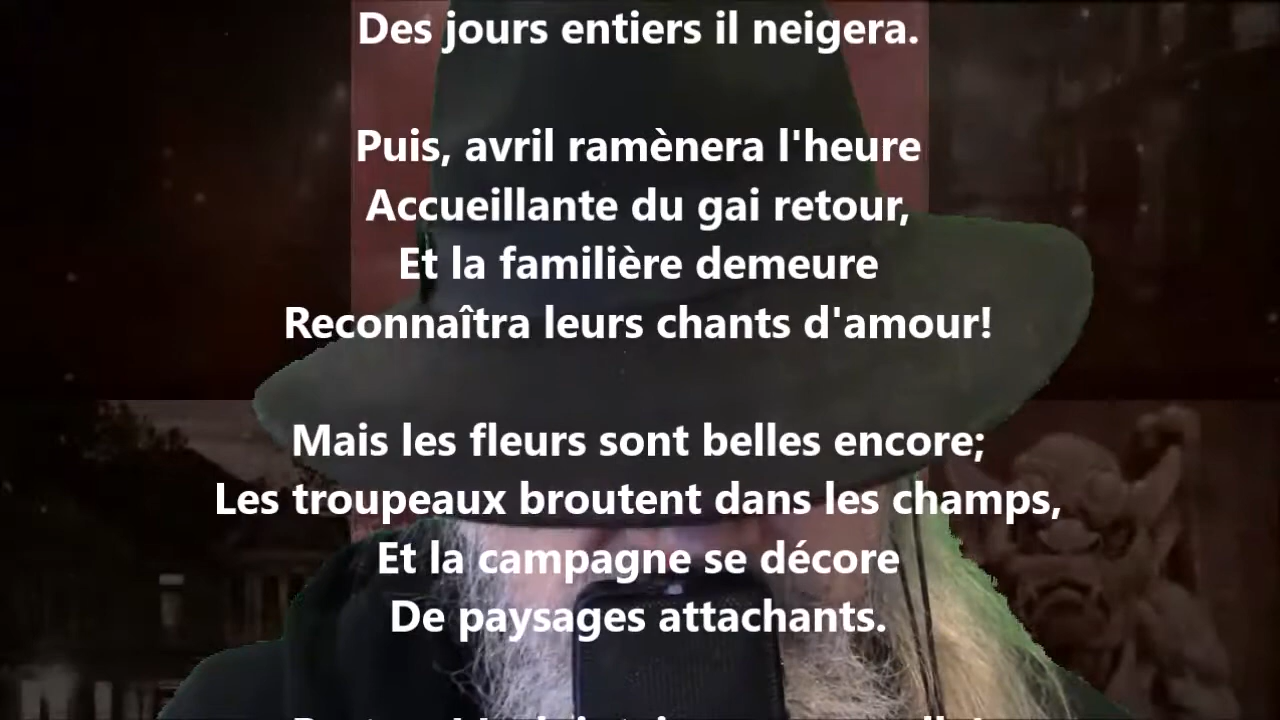 Des jours entiers il neigera.
Puis, avril ramènera l'heure
Accueillante du gai retour,
Et la familière demeure
Reconnaîtra leurs chants d'amour!
Mais les fleurs sont belles encore;
Les troupeaux broutent dans les champs,
Et la campagne se décore
De paysages attachants.